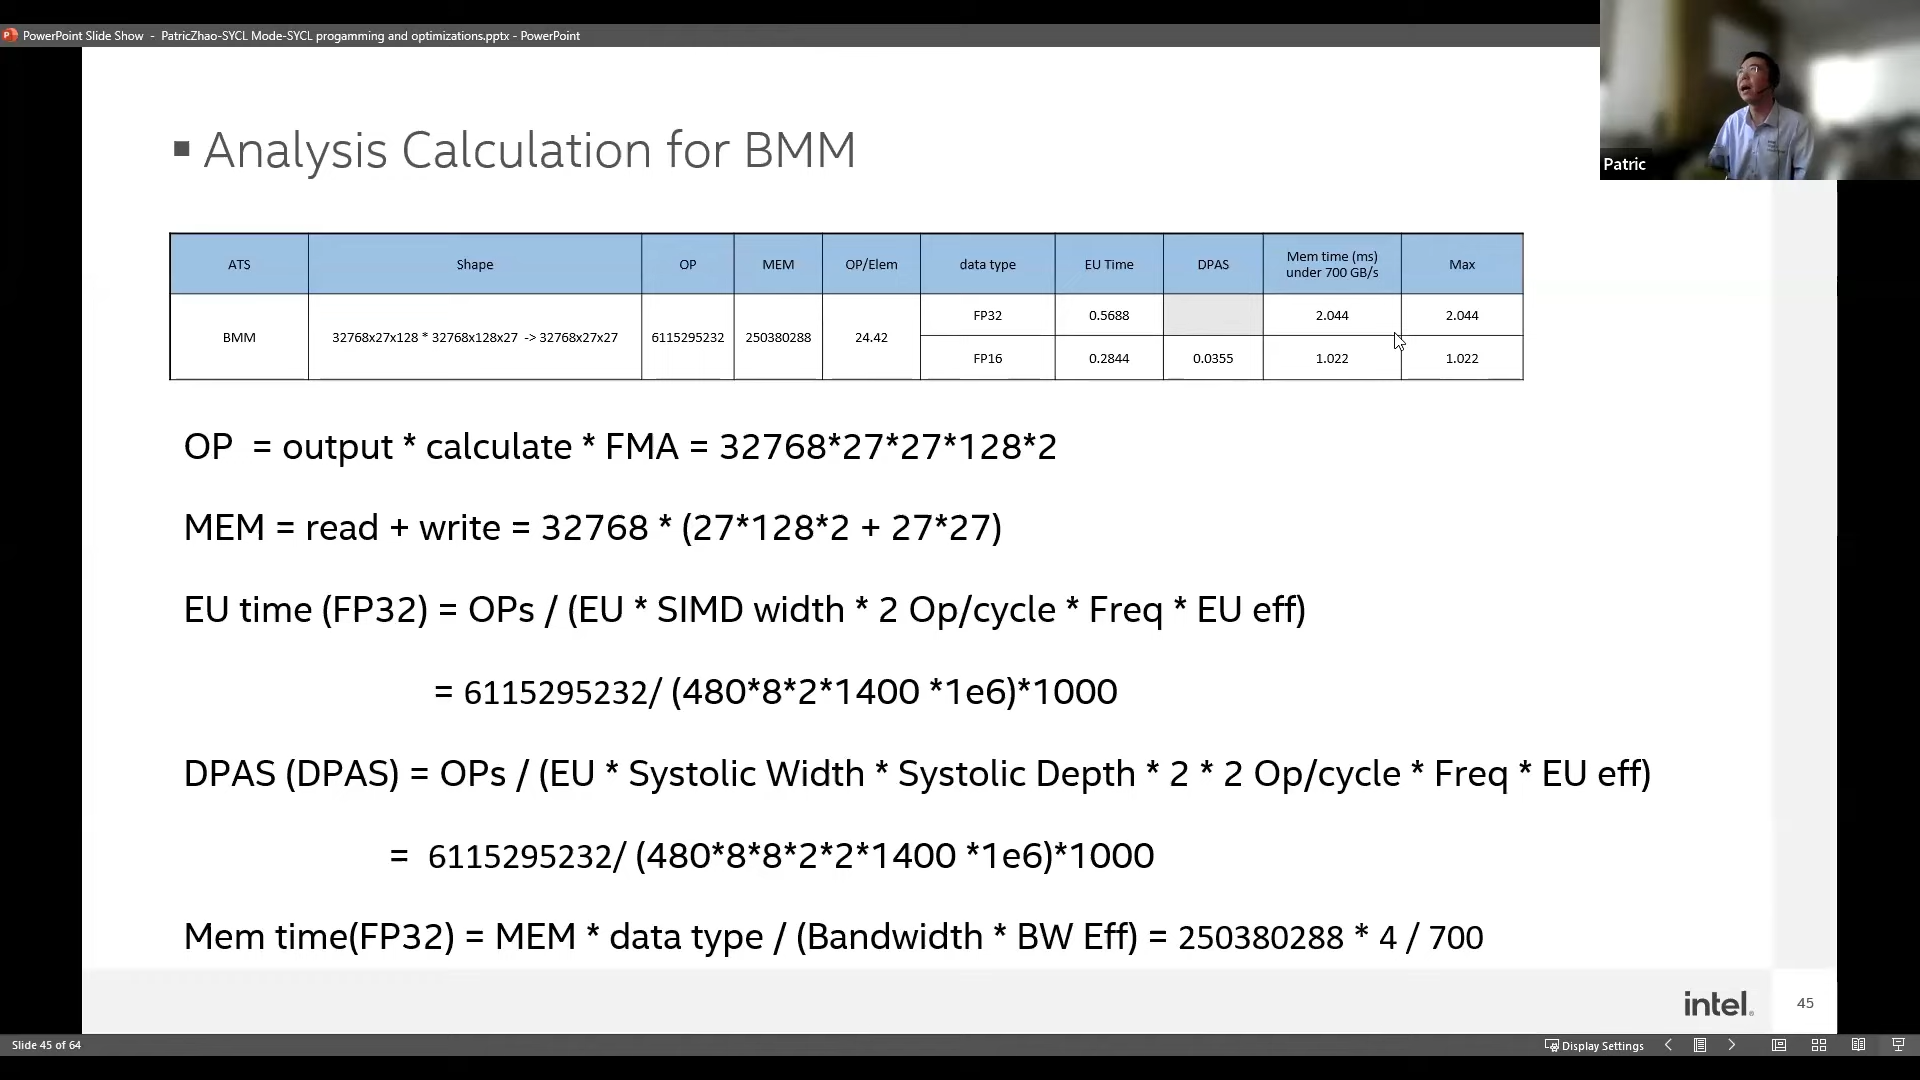 PowerPoint Slide Show - PatricZhao-SYCL Mode-SYCL progamming and optimizations.pptx - PowerPoint
Patric
Analysis Calculation for BMM
ATS Shape OP MEM OP/Elem data type EU Time DPAS Mem time (ms) under 700 GB/s Max
BMM 32768x27x128 * 32768x128x27 -> 32768x27x27 6115295232 250380288 24.42 FP32 0.5688 2.044 2.044
FP16 0.2844 0.0355 1.022 1.022
OP = output * calculate * FMA = 32768*27*27*128*2
MEM = read + write = 32768 * (27*128*2 + 27*27)
EU time (FP32) = OPs / (EU * SIMD width * 2 Op/cycle * Freq * EU eff)
= 6115295232/ (480*8*2*1400 *1e6)*1000
DPAS (DPAS) = OPs / (EU * Systolic Width * Systolic Depth * 2 * 2 Op/cycle * Freq * EU eff)
= 6115295232/ (480*8*8*2*2*1400 *1e6)*1000
Mem time(FP32) = MEM * data type / (Bandwidth * BW Eff) = 250380288 * 4 / 700
intel.
45
Slide 45 of 64
Display Settings